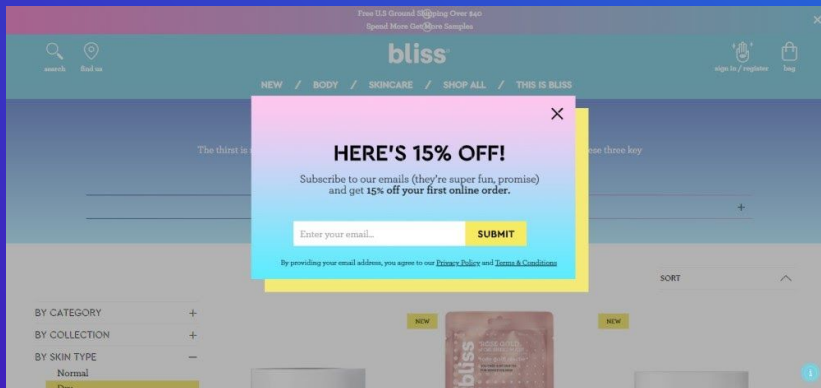 Free U.S Ground Shipping Over $40
Spend More Get More Samples
search
find us
bliss
sign in / register
bag
NEW / BODY / SKINCARE / SHOP ALL / THIS IS BLISS
The thirst is
ese three key
HERE'S 15% OFF!
Subscribe to our emails (they're super fun, promise)
and get 15% off your first online order.
Enter your email...
SUBMIT
By providing your email address, you agree to our Privacy Policy and Terms & Conditions
SORT
BY CATEGORY
BY COLLECTION
BY SKIN TYPE
Normal
NEW
bliss
NEW